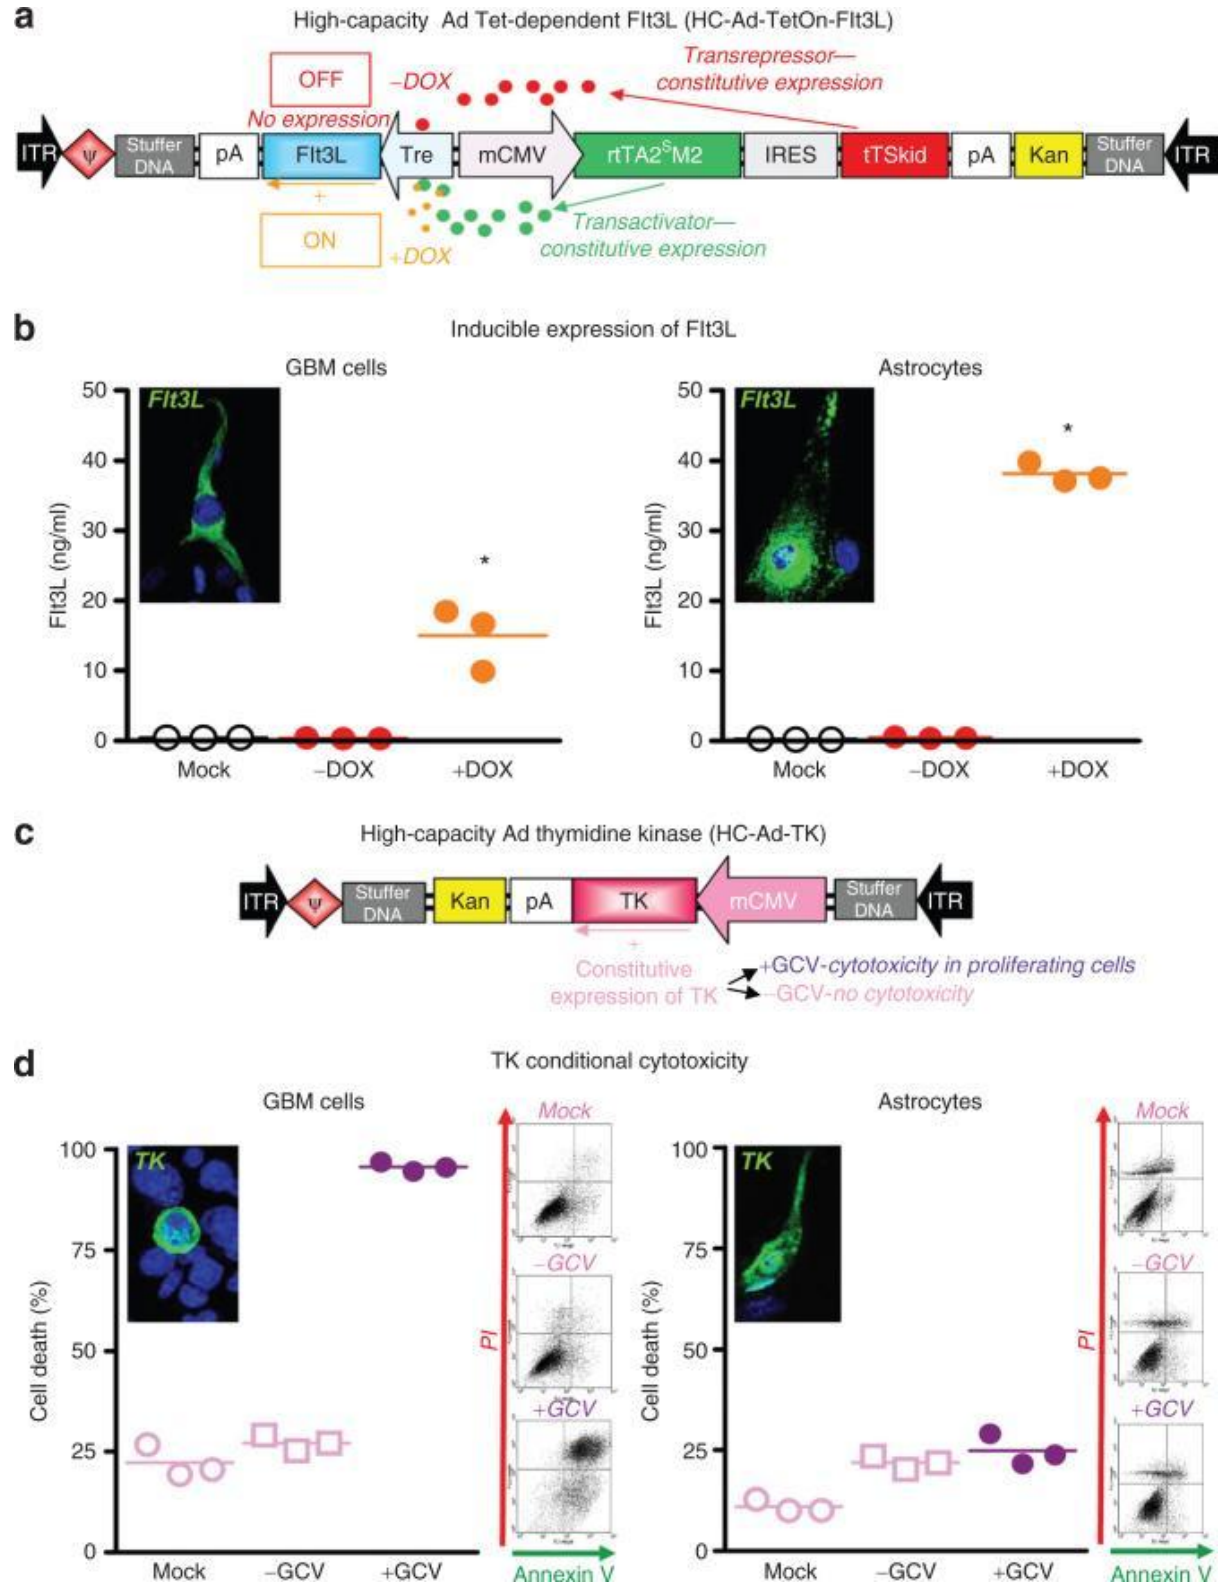 a
High-capacity Ad Tet-dependent Flt3L (HC-Ad-TetOn-Flt3L)
OFF
−DOX
Transrepressor—
constitutive expression
No expression
ITR ψ Stuffer DNA pA Flt3L Tre mCMV rtTA2SM2 IRES tTSkid pA Kan Stuffer DNA ITR
+
ON
+DOX
Transactivator—
constitutive expression
b
Inducible expression of Flt3L
GBM cells
Flt3L (ng/ml)
50
40
30
20
10
0
Flt3L
*
Mock −DOX +DOX
Astrocytes
Flt3L (ng/ml)
50
40
30
20
10
0
Flt3L
*
Mock −DOX +DOX
c
High-capacity Ad thymidine kinase (HC-Ad-TK)
ITR ψ Stuffer DNA Kan pA TK mCMV Stuffer DNA ITR
+
Constitutive
expression of TK
+GCV-cytotoxicity in proliferating cells
−GCV-no cytotoxicity
d
TK conditional cytotoxicity
GBM cells
Cell death (%)
100
75
50
25
0
TK
Mock −GCV +GCV
PI
Mock
−GCV
+GCV
Annexin V
Astrocytes
Cell death (%)
100
75
50
25
0
TK
Mock −GCV +GCV
PI
Mock
−GCV
+GCV
Annexin V